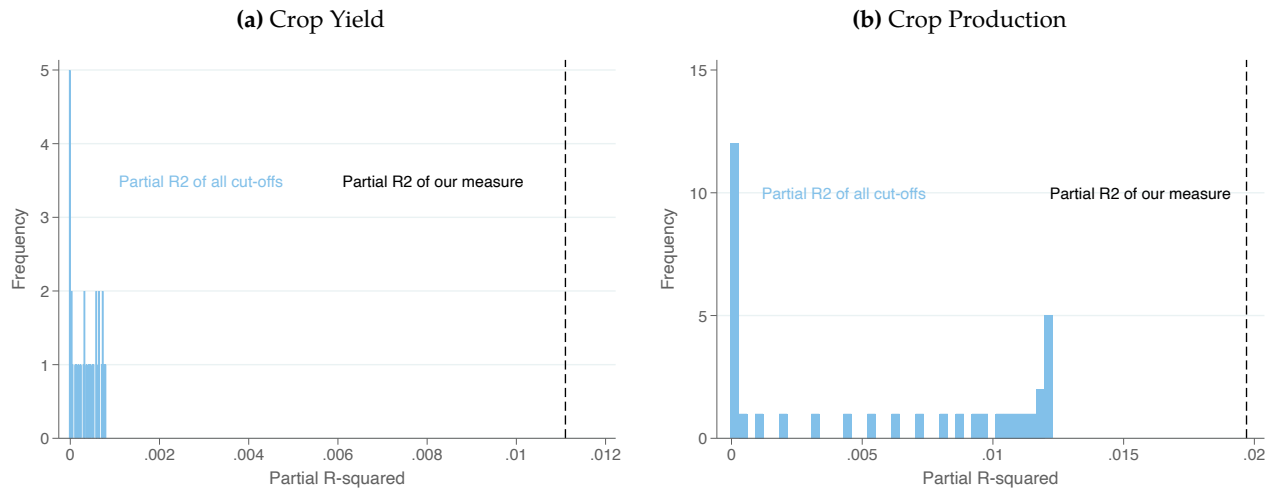 (a) Crop Yield
5
4
3
2
1
0
Frequency
Partial R2 of all cut-offs
Partial R2 of our measure
0
.002
.004
.006
.008
.01
.012
Partial R-squared
(b) Crop Production
15
10
5
0
Frequency
Partial R2 of all cut-offs
Partial R2 of our measure
0
.005
.01
.015
.02
Partial R-squared